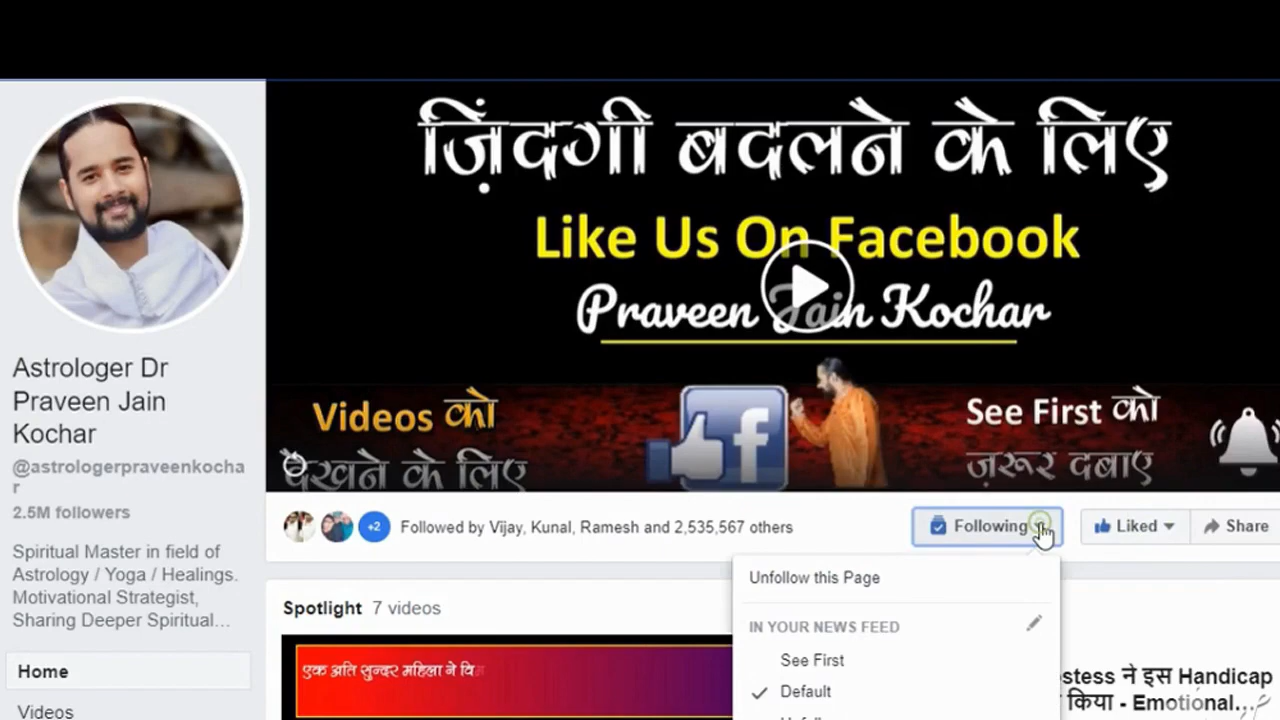 ज़िंदगी बदलने के लिए
Like Us On Facebook
Praveen Jain Kochar
Videos को
देखने के लिए
See First को
ज़रूर दबाए
Astrologer Dr
Praveen Jain
Kochar
@astrologerpraveenkocha
r
2.5M followers
Spiritual Master in field of
Astrology / Yoga / Healings.
Motivational Strategist,
Sharing Deeper Spiritual...
Home
Videos
+2
Followed by Vijay, Kunal, Ramesh and 2,535,567 others
Following
Liked
Share
Unfollow this Page
IN YOUR NEWS FEED
See First
Default
Spotlight 7 videos
एक अति सुन्दर महिला ने वि
stess ने इस Handicap
किया - Emotional...